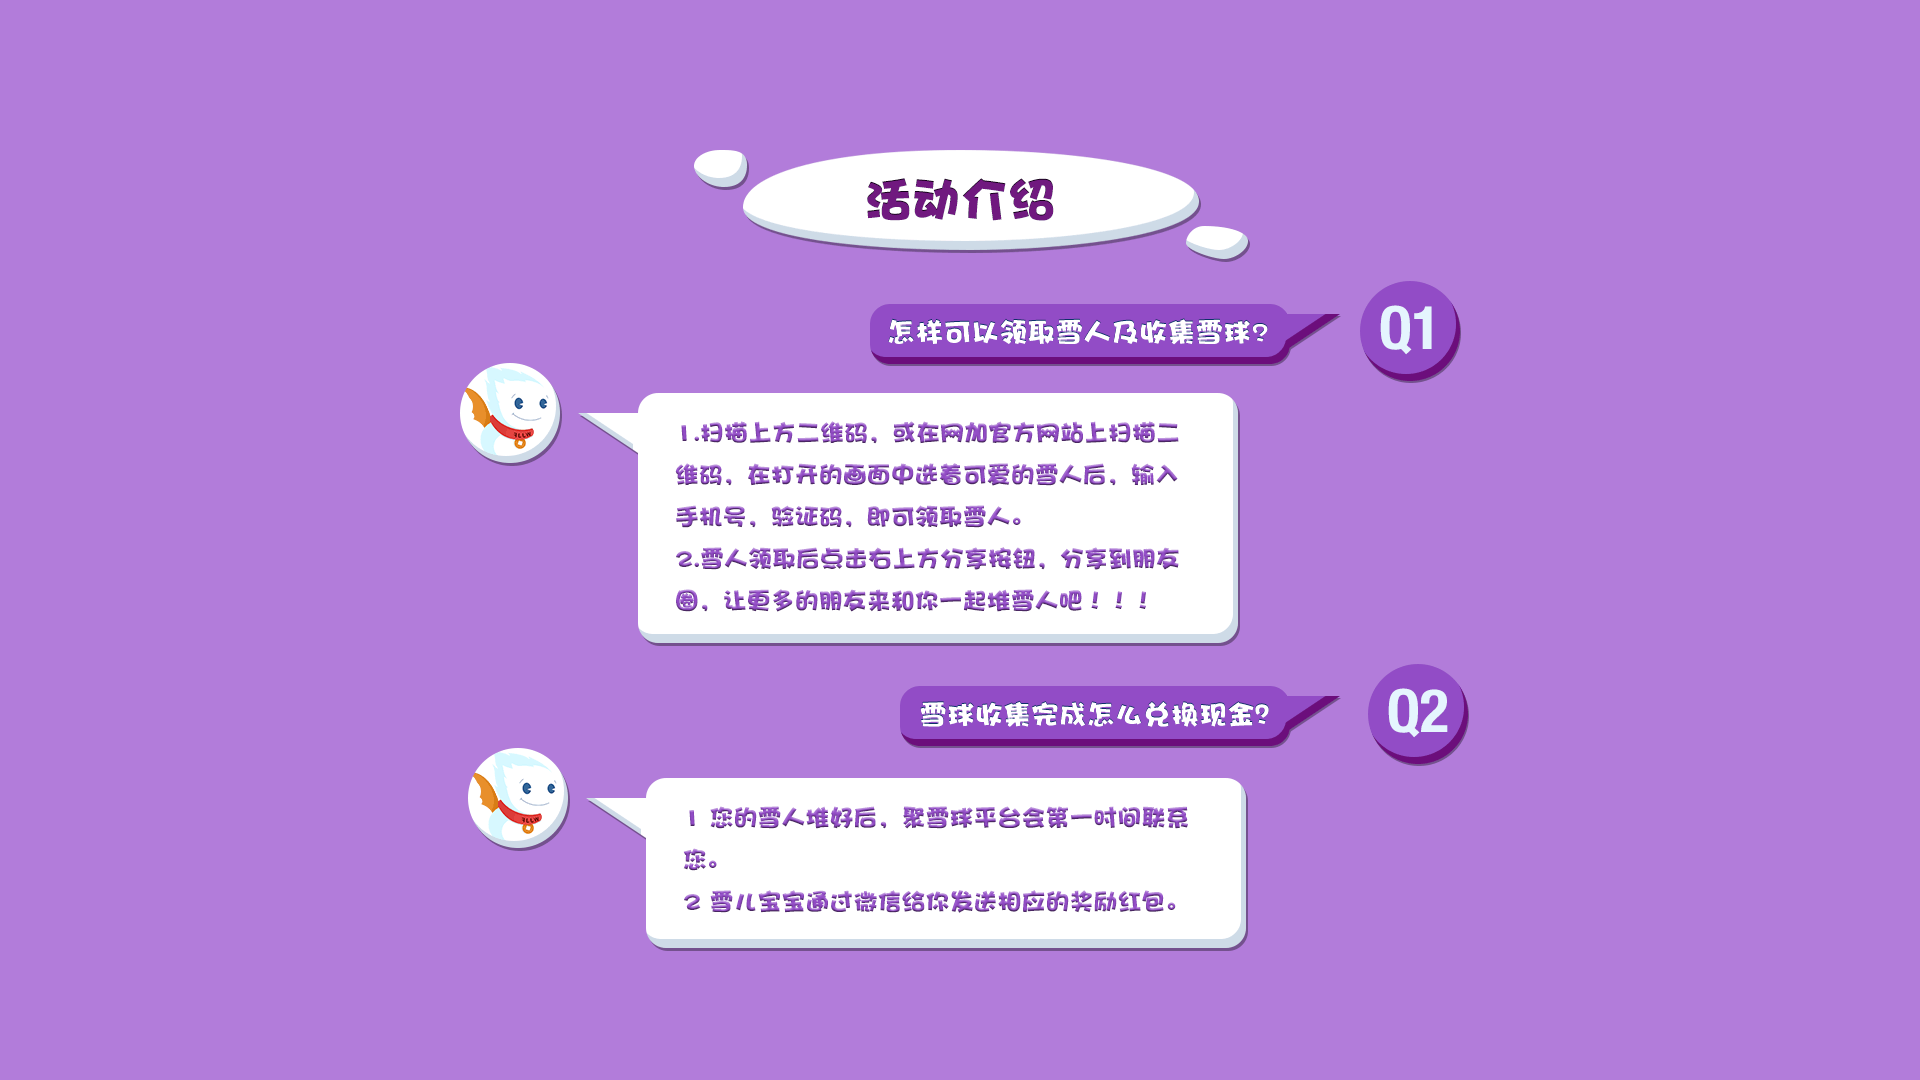 活动介绍
怎样可以领取雪人及收集雪球?
Q1
1.扫描上方二维码，或在网加官方网站上扫描二
维码，在打开的画面中选着可爱的雪人后，输入
手机号，验证码，即可领取雪人。
2.雪人领取后点击右上方分享按钮，分享到朋友
圈，让更多的朋友来和你一起堆雪人吧！！！
雪球收集完成怎么兑换现金?
Q2
1 您的雪人堆好后，聚雪球平台会第一时间联系
您。
2 雪儿宝宝通过微信给你发送相应的奖励红包。